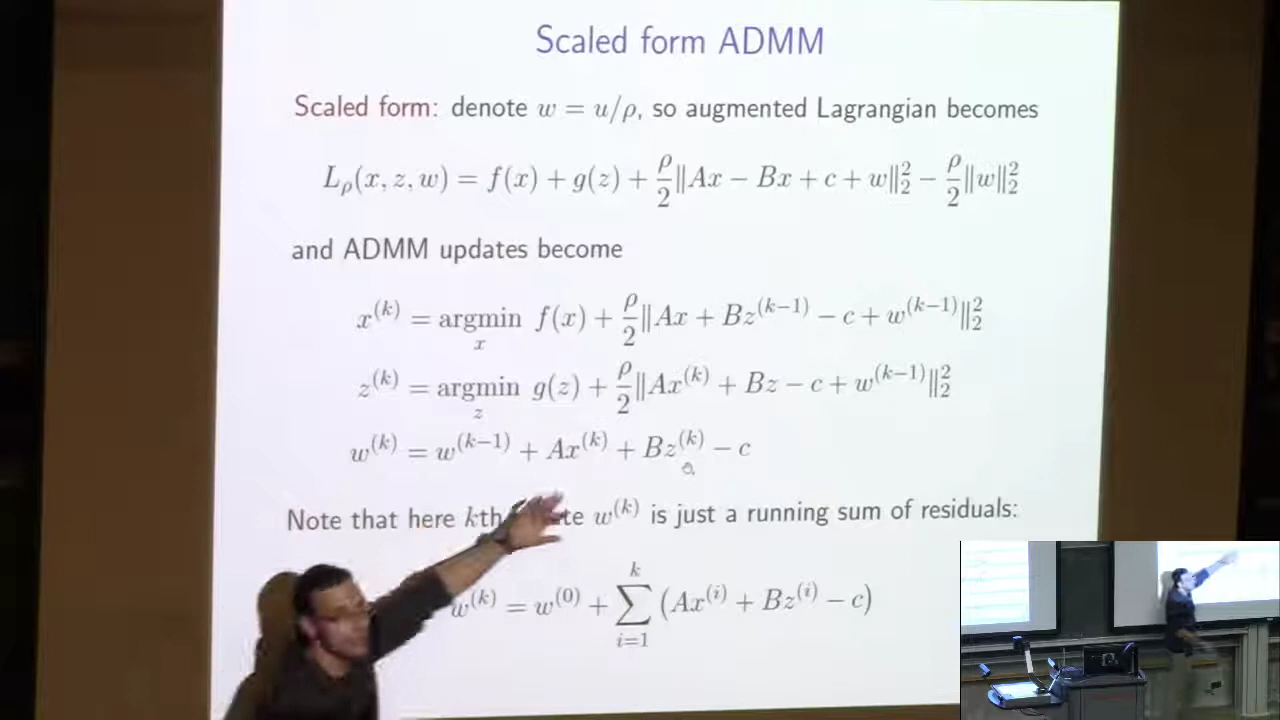 Scaled form ADMM
Scaled form: denote w = u/ρ, so augmented Lagrangian becomes
L_ρ(x, z, w) = f(x) + g(z) + ρ/2 ‖Ax − Bx + c + w‖₂² − ρ/2 ‖w‖₂²
and ADMM updates become
x^(k) = argmin_x f(x) + ρ/2 ‖Ax + Bz^(k−1) − c + w^(k−1)‖₂²
z^(k) = argmin_z g(z) + ρ/2 ‖Ax^(k) + Bz − c + w^(k−1)‖₂²
w^(k) = w^(k−1) + Ax^(k) + Bz^(k) − c
Note that here kth w^(k) is just a running sum of residuals:
w^(k) = w^(0) + ∑_{i=1}^{k} (Ax^(i) + Bz^(i) − c)